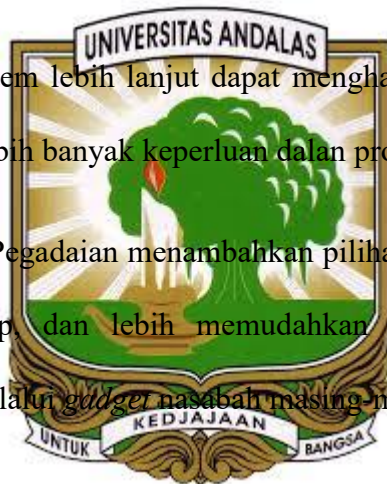 UNIVERSITAS ANDALAS
em lebih lanjut dapat mengha
bih banyak keperluan dalan pro
Pegadaian menambahkan piliha
p, dan lebih memudahkan
lalui gadget nasabah masing-m
UNTUK KEDJAJAAN BANGSA